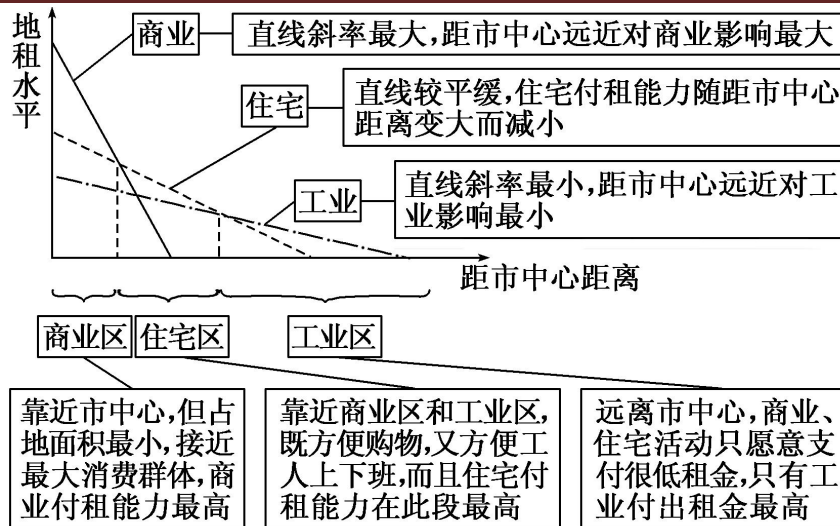 地租水平
商业
直线斜率最大,距市中心远近对商业影响最大
住宅
直线较平缓,住宅付租能力随距市中心
距离变大而减小
工业
直线斜率最小,距市中心远近对工
业影响最小
距市中心距离
商业区
住宅区
工业区
靠近市中心,但占
地面积最小,接近
最大消费群体,商
业付租能力最高
靠近商业区和工业区,
既方便购物,又方便工
人上下班,而且住宅付
租能力在此段最高
远离市中心,商业、
住宅活动只愿意支
付很低租金,只有工
业付出租金最高